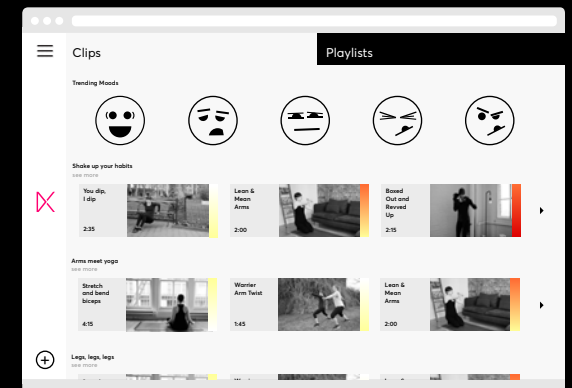 Clips
Playlists
Trending Moods
Shake up your habits
see more
You dip,
I dip
2:35
Lean &
Mean
Arms
2:00
Boxed
Out and
Revved
Up
2:15
Arms meet yoga
see more
Stretch
and bend
biceps
4:15
Warrior
Arm Twist
1:45
Lean &
Mean
Arms
2:00
Legs, legs, legs
see more